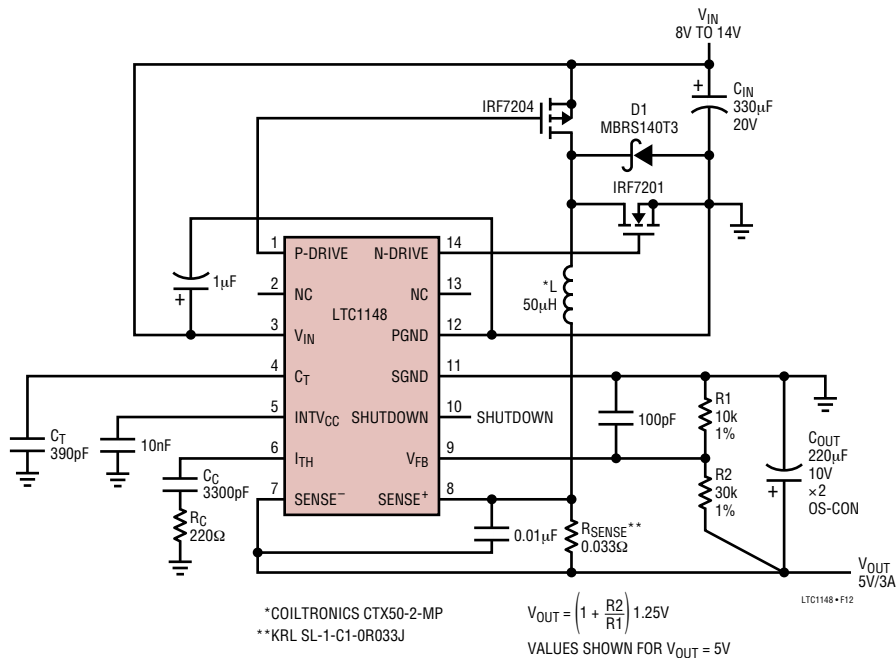 V_IN
8V TO 14V
IRF7204
D1
MBRS140T3
+
C_IN
330µF
20V
IRF7201
1 P-DRIVE N-DRIVE 14
1µF
+
2 NC NC 13
LTC1148
*L
50µH
3 V_IN PGND 12
4 C_T SGND 11
5 INTV_CC SHUTDOWN 10 SHUTDOWN
6 I_TH V_FB 9
7 SENSE⁻ SENSE⁺ 8
C_T
390pF
10nF
C_C
3300pF
R_C
220Ω
0.01µF
R_SENSE**
0.033Ω
100pF
R1
10k
1%
R2
30k
1%
+
C_OUT
220µF
10V
×2
OS-CON
V_OUT
5V/3A
LTC1148 • F12
*COILTRONICS CTX50-2-MP
**KRL SL-1-C1-0R033J
V_OUT = (1 + R2/R1) 1.25V
VALUES SHOWN FOR V_OUT = 5V